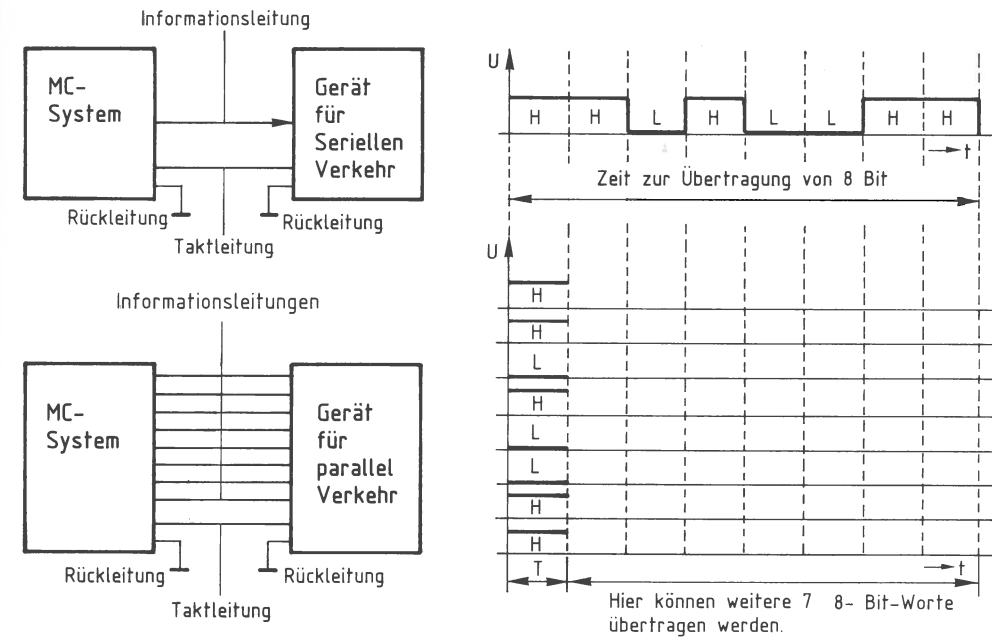 Informationsleitung
MC-
System
Gerät
für
Seriellen
Verkehr
Rückleitung
Rückleitung
Taktleitung
U
H H L H L L H H
t
Zeit zur Übertragung von 8 Bit
Informationsleitungen
MC-
System
Gerät
für
parallel
Verkehr
Rückleitung
Rückleitung
Taktleitung
U
H
H
L
H
L
L
H
H
T
t
Hier können weitere 7 8- Bit-Worte
übertragen werden.